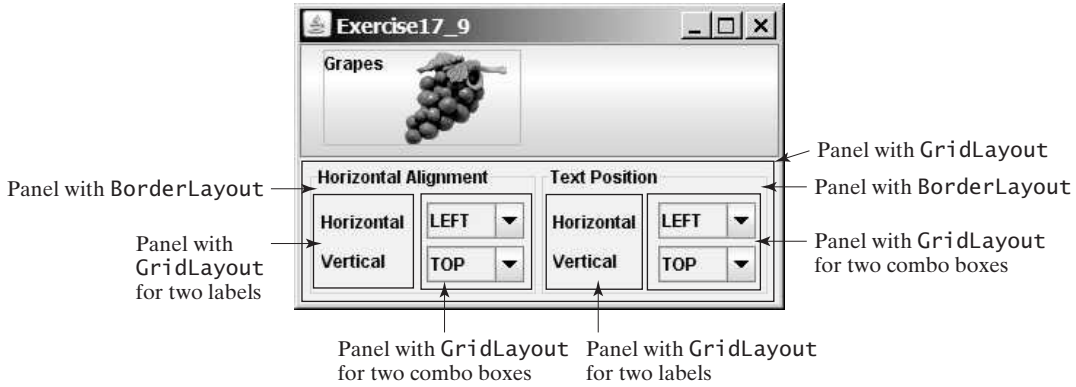 Exercise17_9
Grapes
Panel with GridLayout
Panel with BorderLayout
Horizontal Alignment
Text Position
Panel with BorderLayout
Horizontal
LEFT
Horizontal
LEFT
Panel with
GridLayout
for two labels
Panel with GridLayout
for two combo boxes
Vertical
TOP
Vertical
TOP
Panel with GridLayout
for two combo boxes
Panel with GridLayout
for two labels